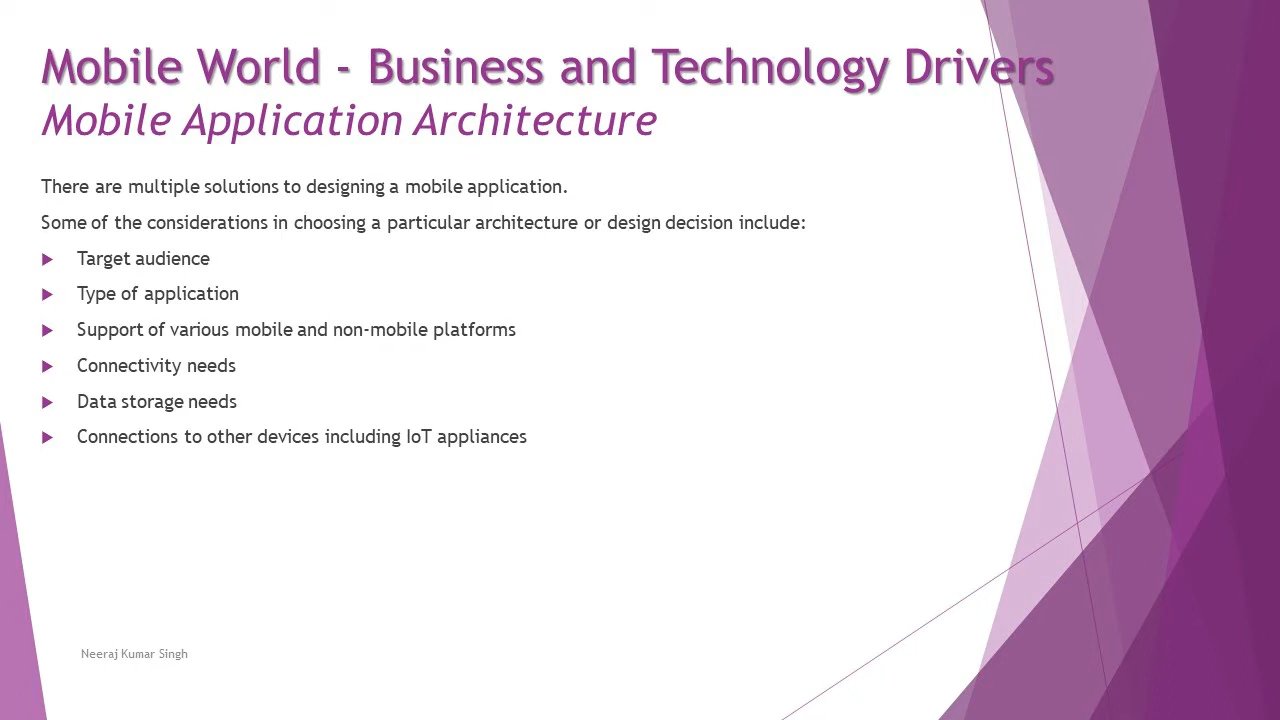 Mobile World - Business and Technology Drivers
Mobile Application Architecture
There are multiple solutions to designing a mobile application.
Some of the considerations in choosing a particular architecture or design decision include:
Target audience
Type of application
Support of various mobile and non-mobile platforms
Connectivity needs
Data storage needs
Connections to other devices including IoT appliances
Neeraj Kumar Singh